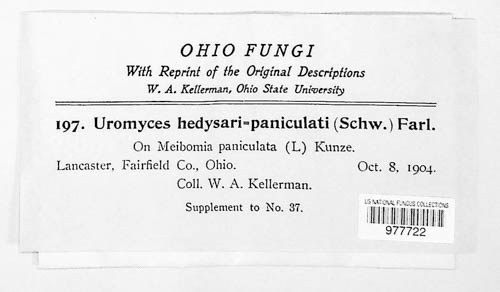 OHIO FUNGI
With Reprint of the Original Descriptions
W. A. Kellerman, Ohio State University
197. Uromyces hedysari-paniculati (Schw.) Farl.
On Meibomia paniculata (L) Kunze.
Lancaster, Fairfield Co., Ohio. Oct. 8, 1904.
Coll. W. A. Kellerman.
Supplement to No. 37.
US NATIONAL FUNGUS COLLECTIONS
977722